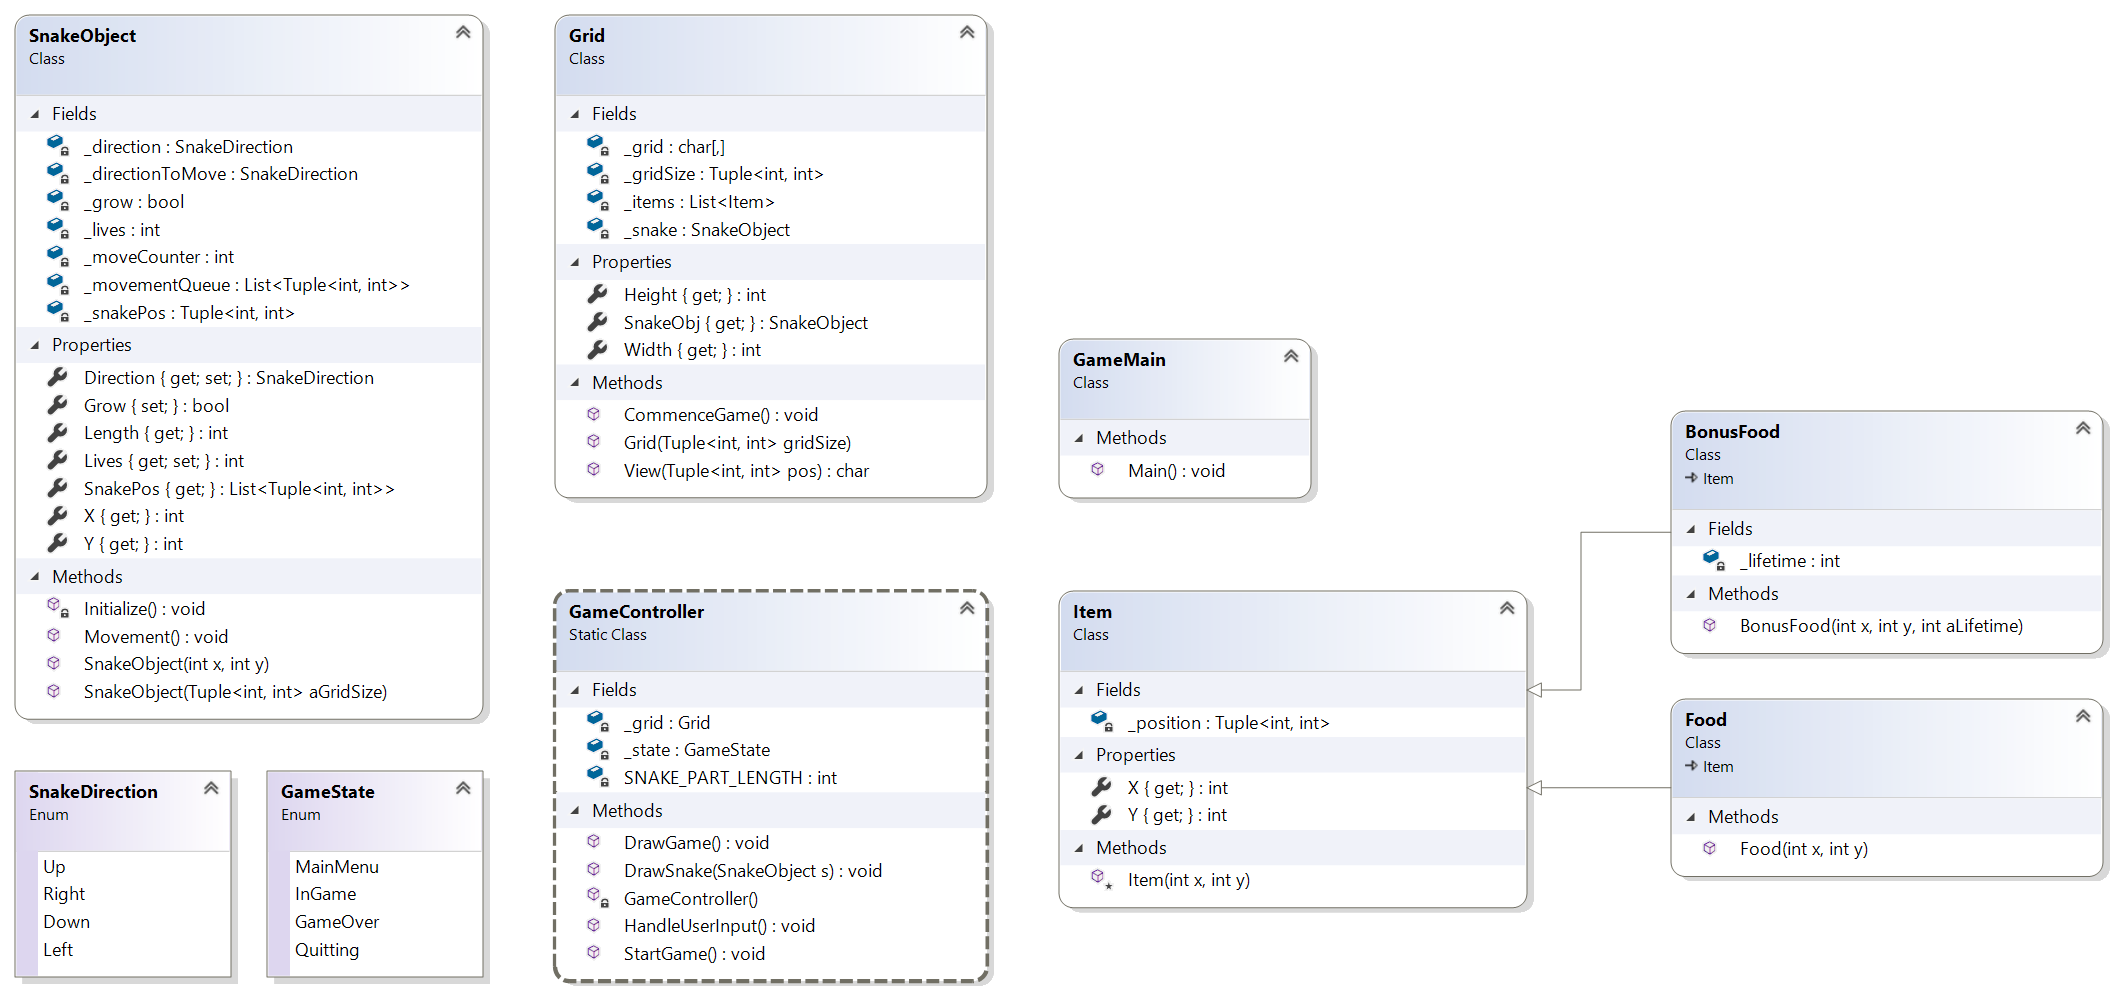 SnakeObject
Class
Fields
_direction : SnakeDirection
_directionToMove : SnakeDirection
_grow : bool
_lives : int
_moveCounter : int
_movementQueue : List<Tuple<int, int>>
_snakePos : Tuple<int, int>
Properties
Direction { get; set; } : SnakeDirection
Grow { set; } : bool
Length { get; } : int
Lives { get; set; } : int
SnakePos { get; } : List<Tuple<int, int>>
X { get; } : int
Y { get; } : int
Methods
Initialize() : void
Movement() : void
SnakeObject(int x, int y)
SnakeObject(Tuple<int, int> aGridSize)
SnakeDirection
Enum
Up
Right
Down
Left
GameState
Enum
MainMenu
InGame
GameOver
Quitting
Grid
Class
Fields
_grid : char[,]
_gridSize : Tuple<int, int>
_items : List<Item>
_snake : SnakeObject
Properties
Height { get; } : int
SnakeObj { get; } : SnakeObject
Width { get; } : int
Methods
CommenceGame() : void
Grid(Tuple<int, int> gridSize)
View(Tuple<int, int> pos) : char
GameController
Static Class
Fields
_grid : Grid
_state : GameState
SNAKE_PART_LENGTH : int
Methods
DrawGame() : void
DrawSnake(SnakeObject s) : void
GameController()
HandleUserInput() : void
StartGame() : void
GameMain
Class
Methods
Main() : void
Item
Class
Fields
_position : Tuple<int, int>
Properties
X { get; } : int
Y { get; } : int
Methods
Item(int x, int y)
BonusFood
Class
Item
Fields
_lifetime : int
Methods
BonusFood(int x, int y, int aLifetime)
Food
Class
Item
Methods
Food(int x, int y)